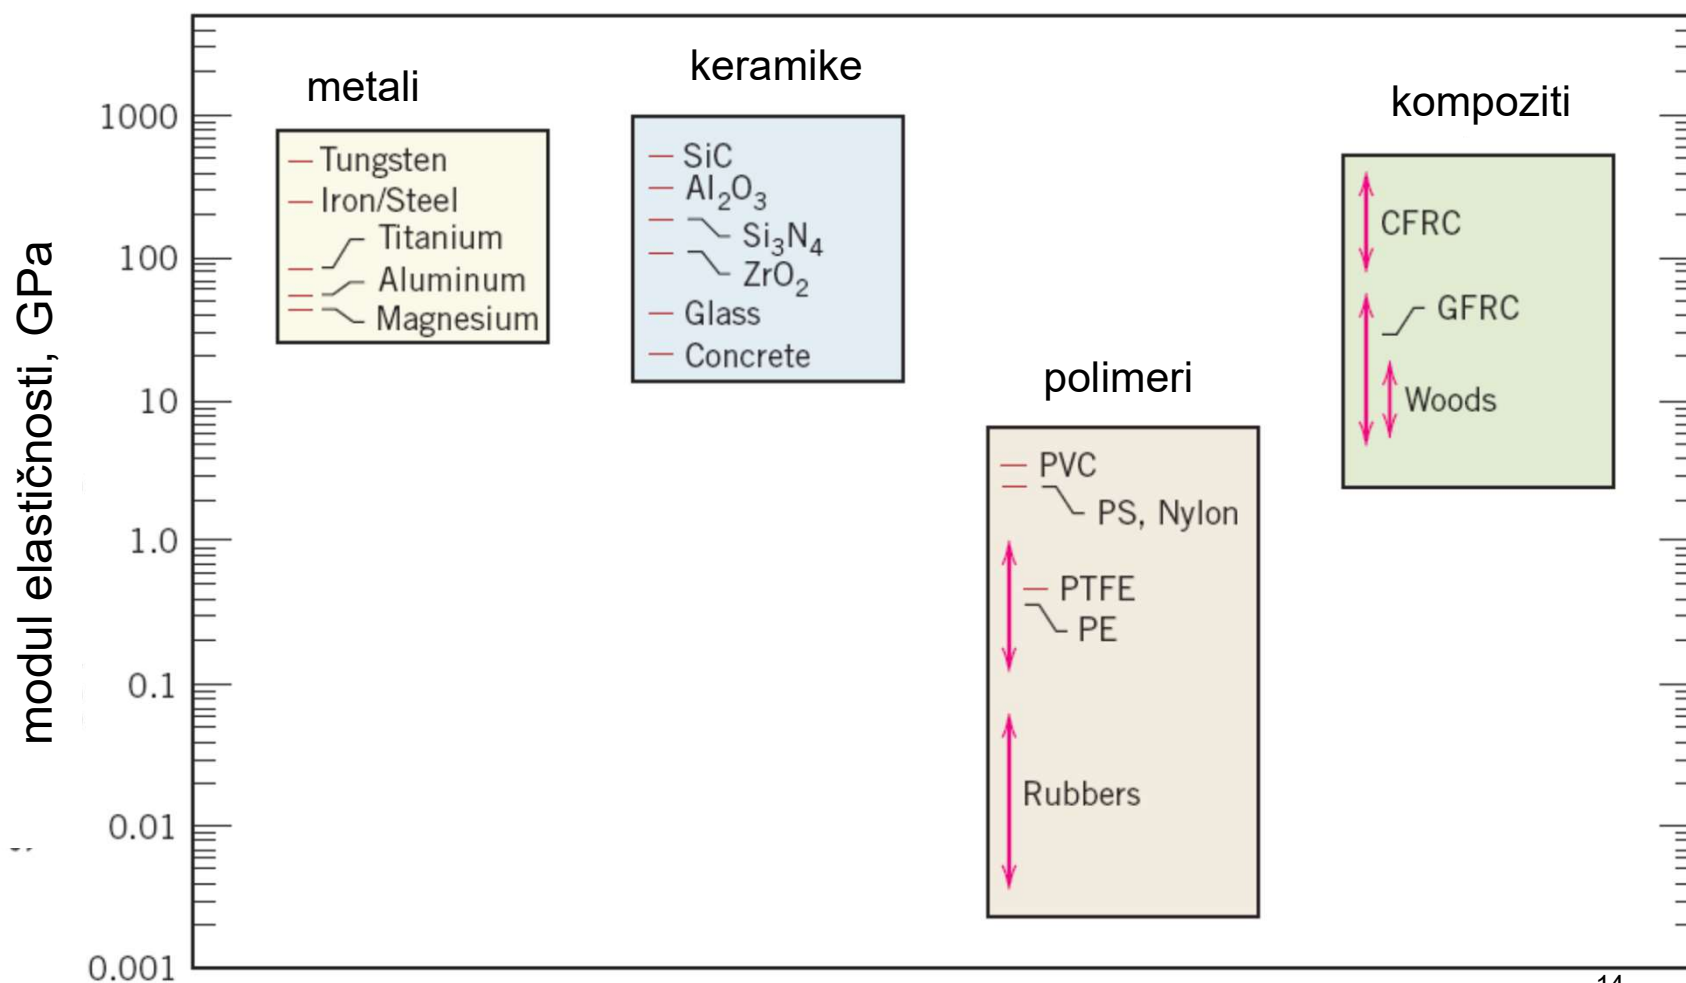 metali
keramike
kompoziti
polimeri
modul elastičnosti, GPa
1000
100
10
1.0
0.1
0.01
0.001
Tungsten
Iron/Steel
Titanium
Aluminum
Magnesium
SiC
Al₂O₃
Si₃N₄
ZrO₂
Glass
Concrete
PVC
PS, Nylon
PTFE
PE
Rubbers
CFRC
GFRC
Woods